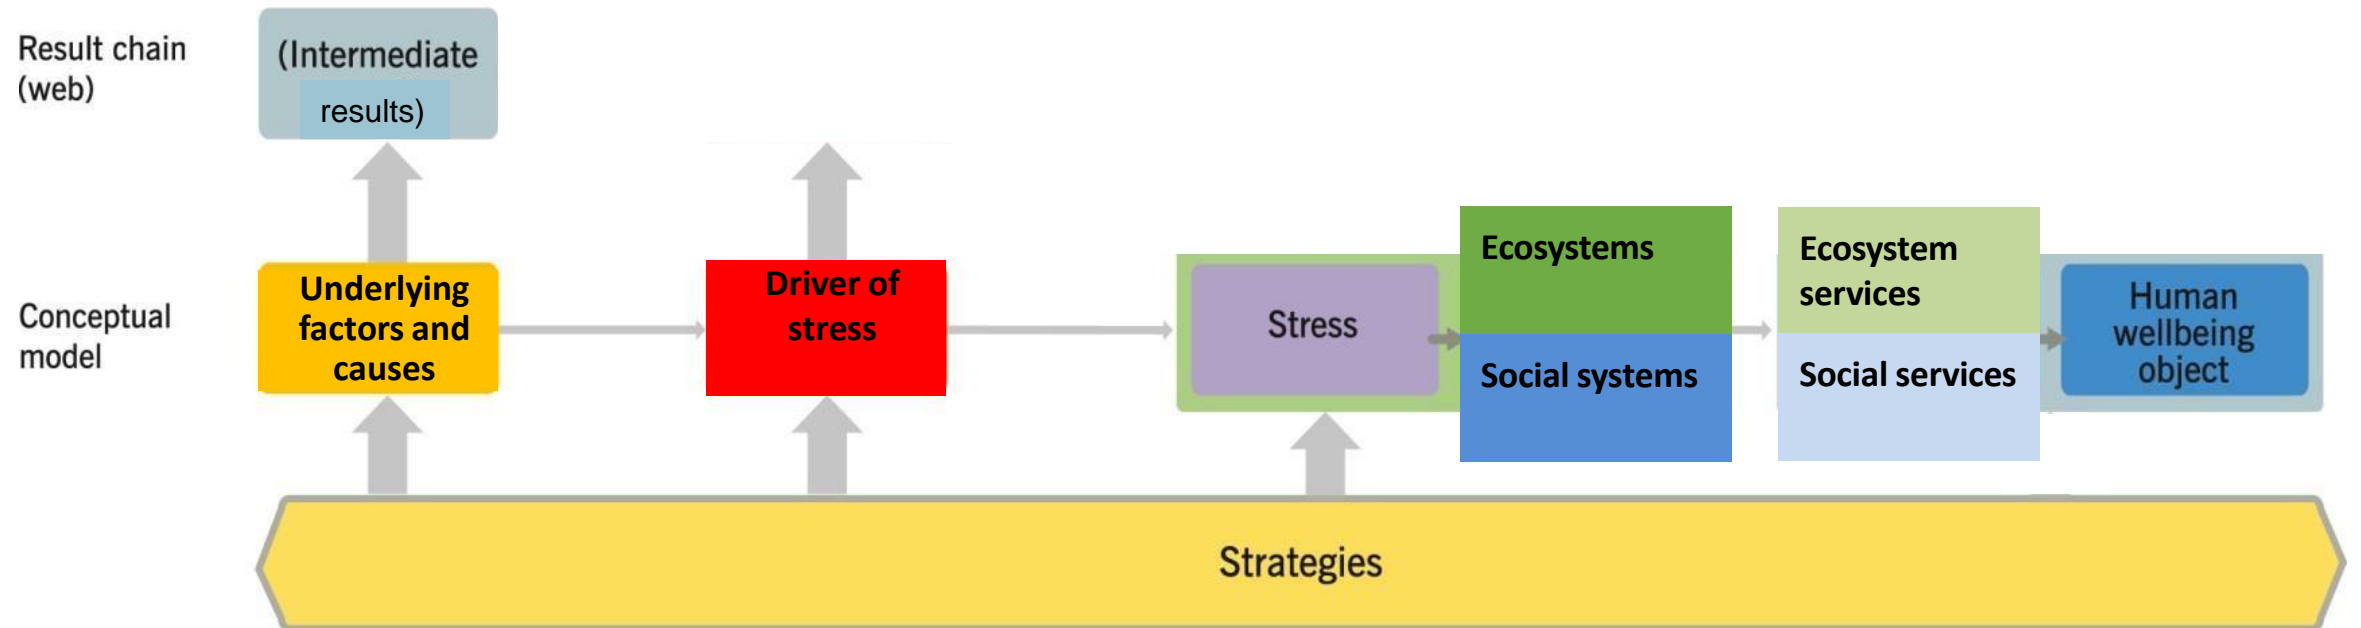 Result chain
(web)
(Intermediate
results)
Conceptual
model
Underlying
factors and
causes
Driver of
stress
Stress
Ecosystems
Social systems
Ecosystem
services
Social services
Human
wellbeing
object
Strategies